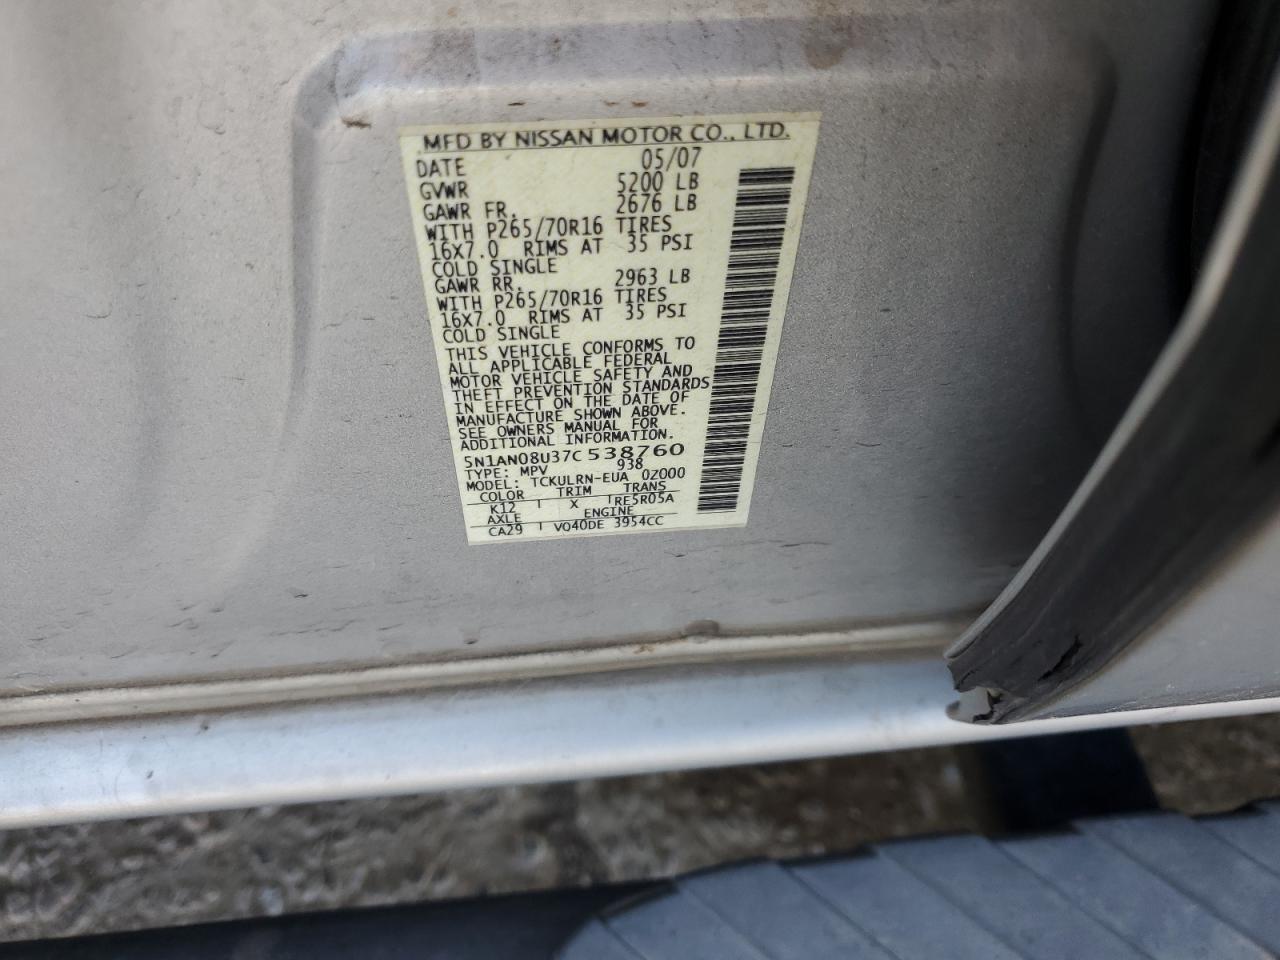 MFD BY NISSAN MOTOR CO., LTD.
DATE 05/07
GVWR 5200 LB
GAWR FR. 2676 LB
WITH P265/70R16 TIRES
16X7.0 RIMS AT 35 PSI
COLD SINGLE
GAWR RR. 2963 LB
WITH P265/70R16 TIRES
16X7.0 RIMS AT 35 PSI
COLD SINGLE
THIS VEHICLE CONFORMS TO
ALL APPLICABLE FEDERAL
MOTOR VEHICLE SAFETY AND
THEFT PREVENTION STANDARDS
IN EFFECT ON THE DATE OF
MANUFACTURE SHOWN ABOVE.
SEE OWNERS MANUAL FOR
ADDITIONAL INFORMATION.
5N1AN08U37C538760
TYPE: MPV 938
MODEL: TCKULRN-EUA 02000
COLOR TRIM TRANS
K12 X RE5R05A
AXLE ENGINE
CA29 VQ40DE 3954CC